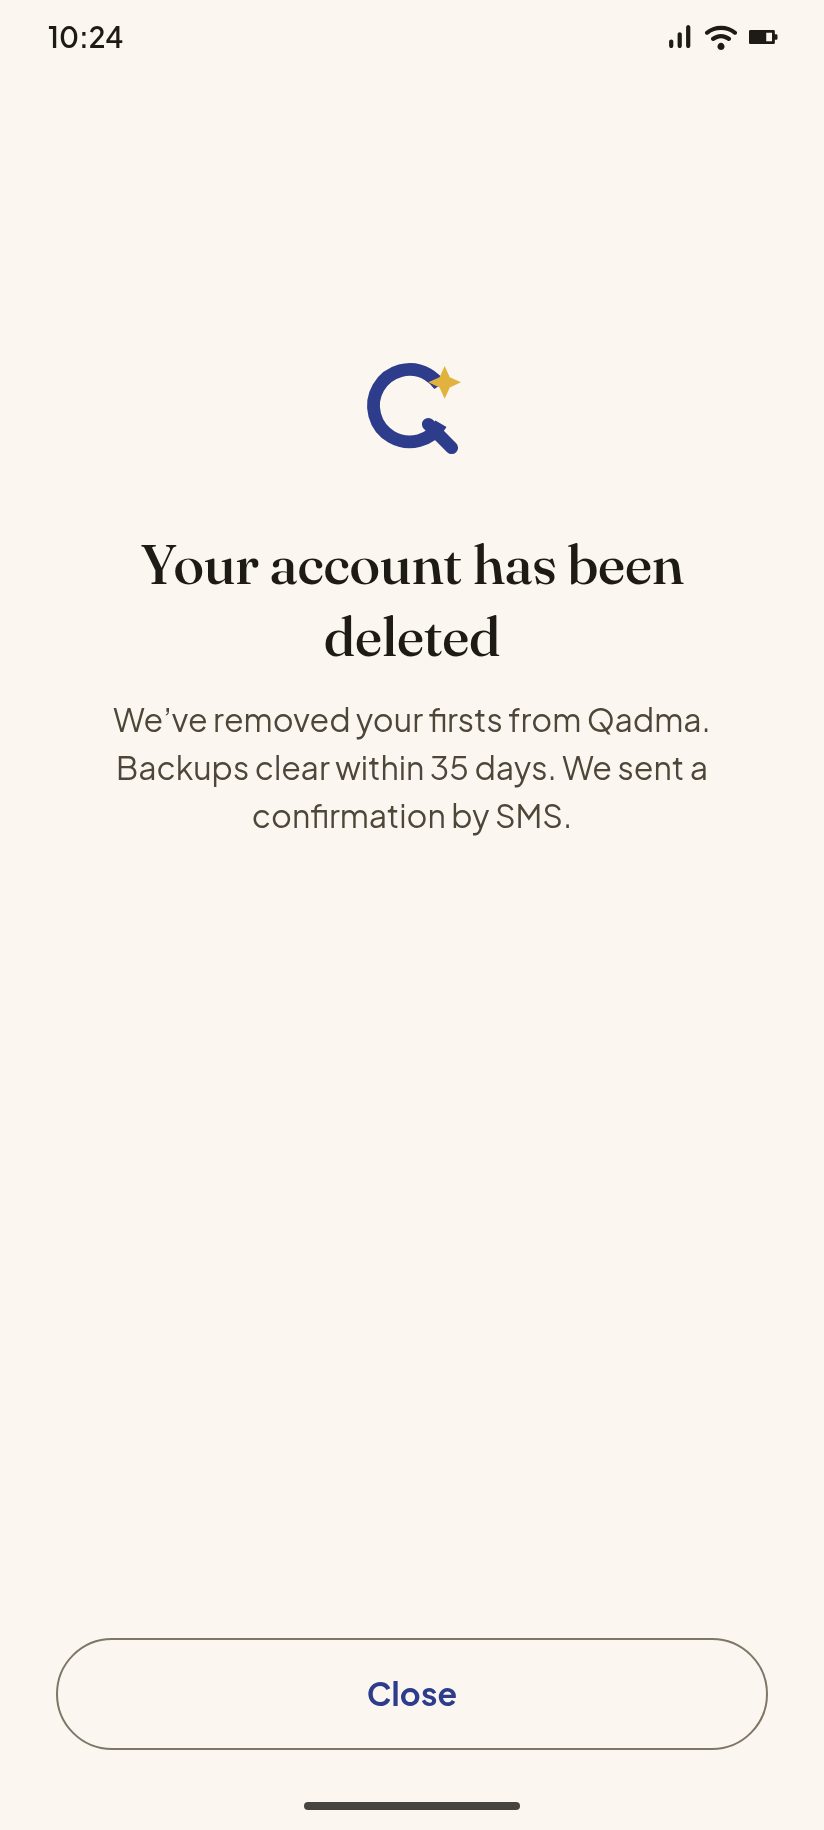 10:24
Your account has been
deleted
We’ve removed your firsts from Qadma.
Backups clear within 35 days. We sent a
confirmation by SMS.
Close